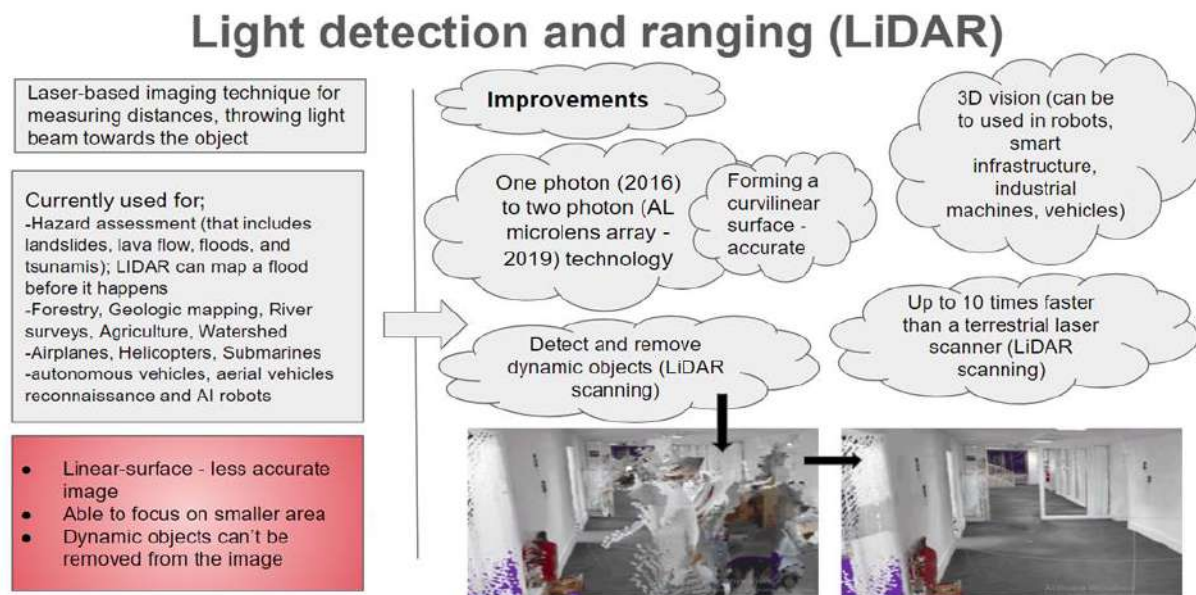 Light detection and ranging (LiDAR)
Laser-based imaging technique for
measuring distances, throwing light
beam towards the object
Currently used for;
-Hazard assessment (that includes
landslides, lava flow, floods, and
tsunamis); LIDAR can map a flood
before it happens
-Forestry, Geologic mapping, River
surveys, Agriculture, Watershed
-Airplanes, Helicopters, Submarines
-autonomous vehicles, aerial vehicles
reconnaissance and AI robots
● Linear-surface - less accurate
image
● Able to focus on smaller area
● Dynamic objects can't be
removed from the image
Improvements
One photon (2016)
to two photon (AL
microlens array -
2019) technology
Forming a
curvilinear
surface -
accurate
3D vision (can be
to used in robots,
smart
infrastructure,
industrial
machines, vehicles)
Detect and remove
dynamic objects (LiDAR
scanning)
Up to 10 times faster
than a terrestrial laser
scanner (LiDAR
scanning)